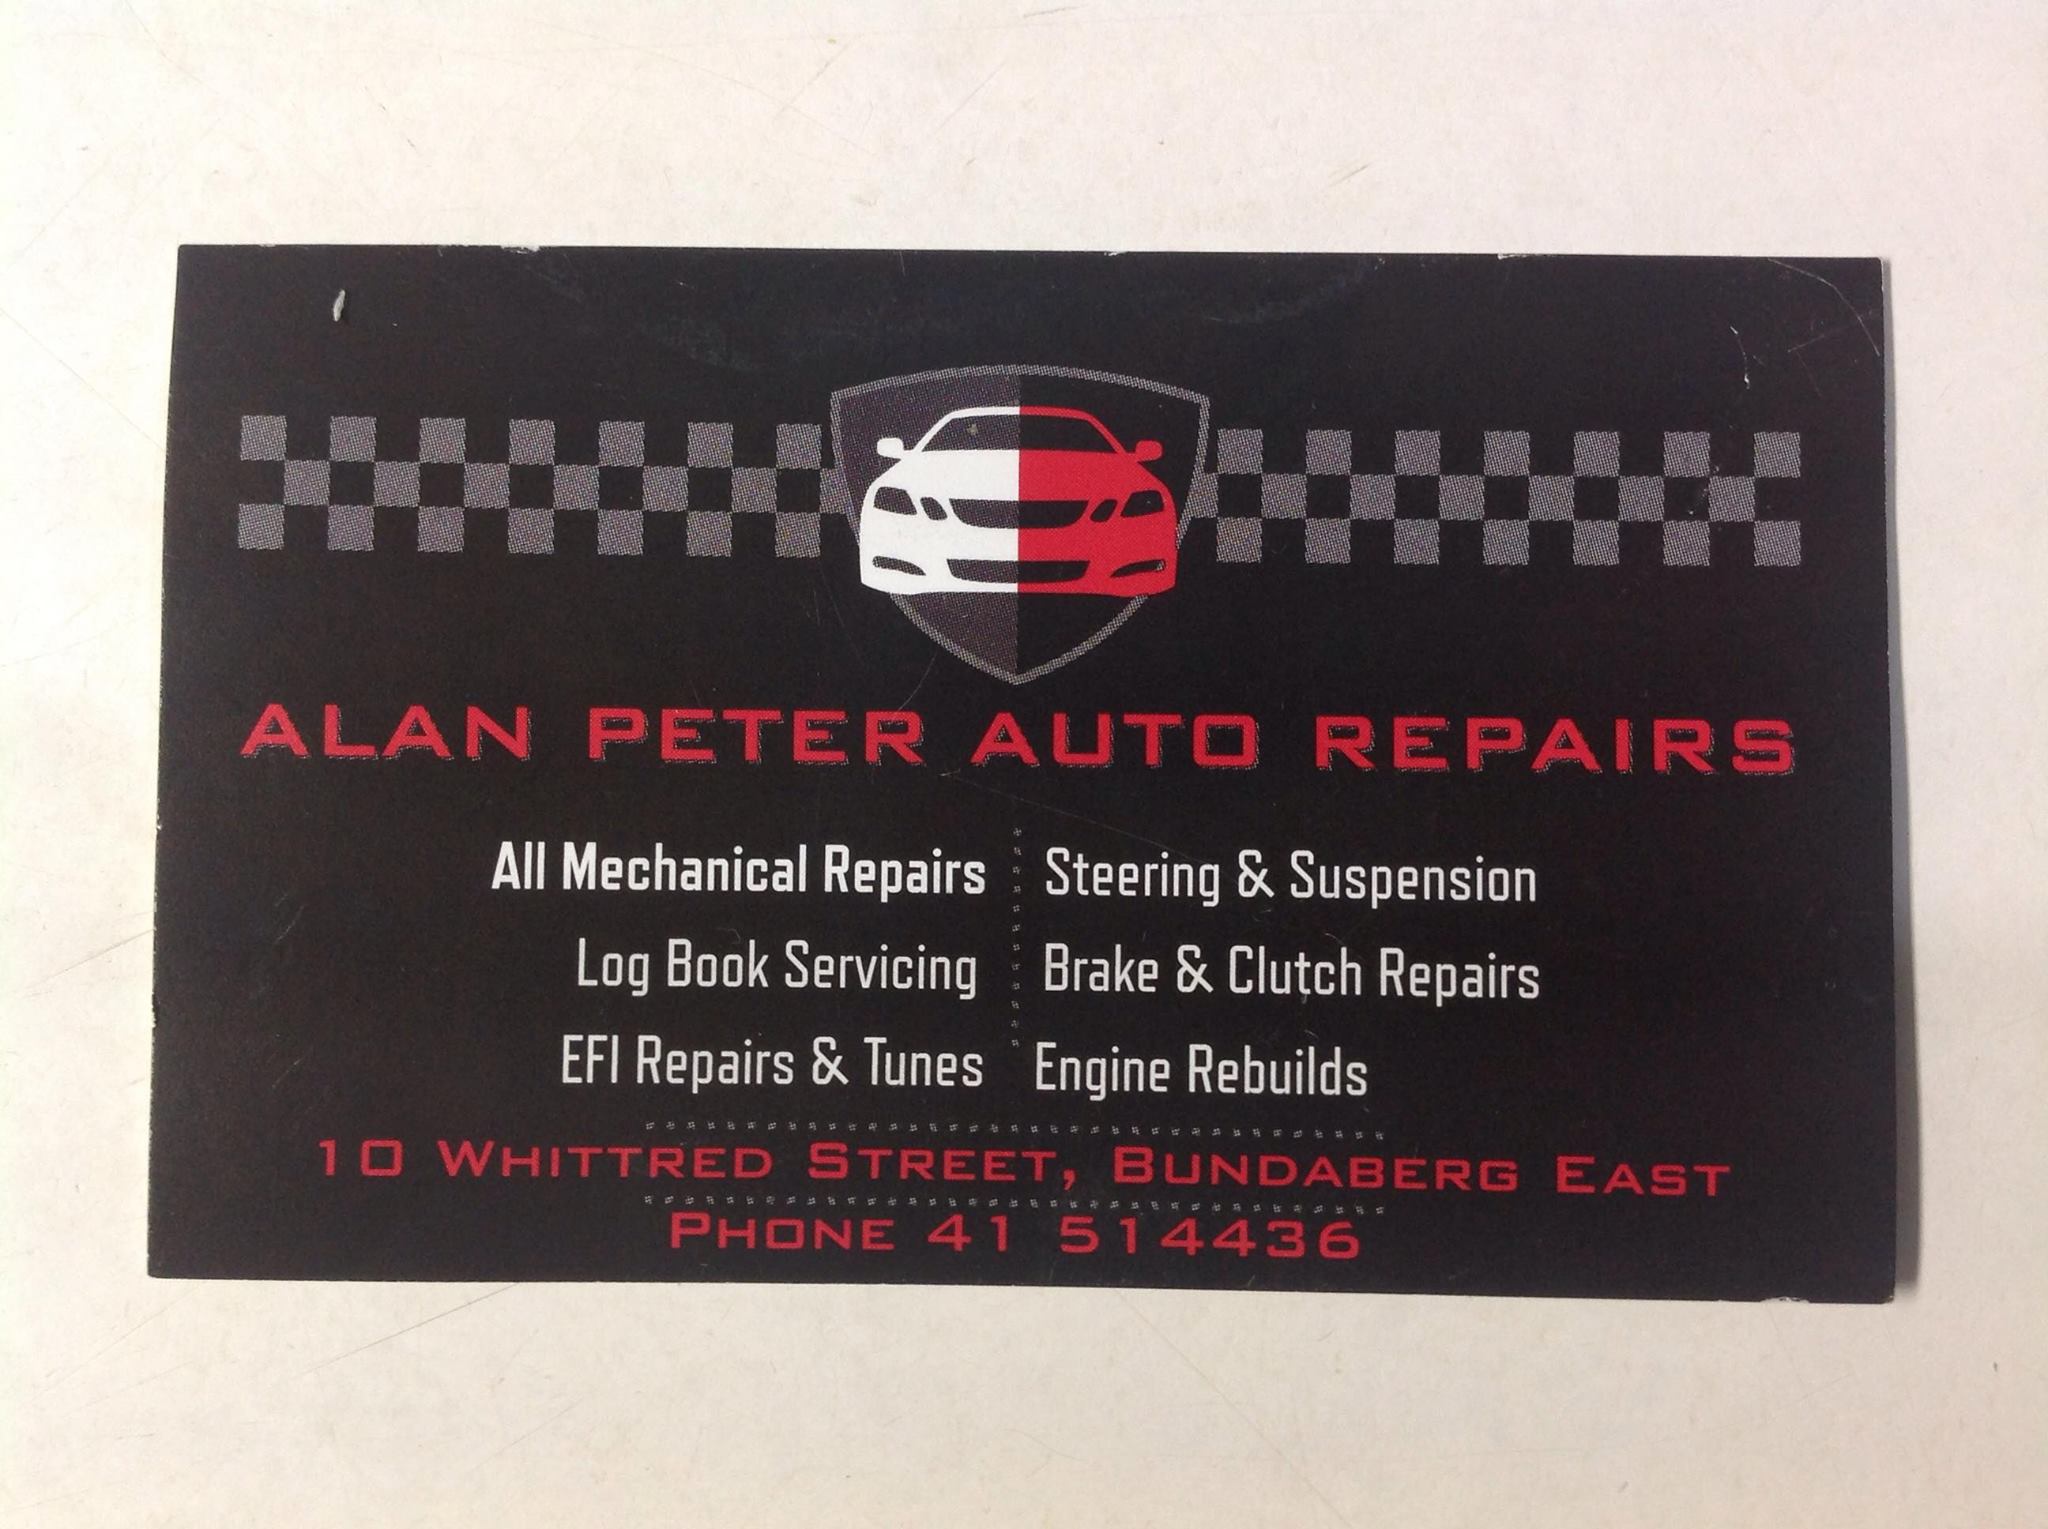 ALAN PETER AUTO REPAIRS
All Mechanical Repairs
Log Book Servicing
EFI Repairs & Tunes
Steering & Suspension
Brake & Clutch Repairs
Engine Rebuilds
10 WHITTRED STREET, BUNDABERG EAST
PHONE 41 514436